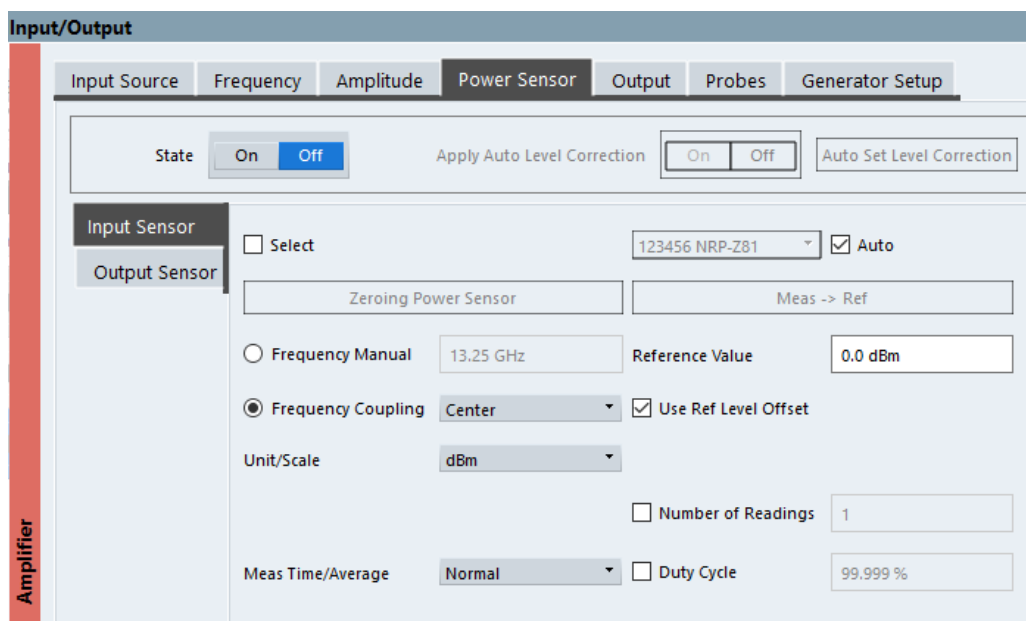 Input/Output
Input Source Frequency Amplitude Power Sensor Output Probes Generator Setup
State On Off Apply Auto Level Correction On Off Auto Set Level Correction
Input Sensor
Output Sensor
Select 123456 NRP-Z81 Auto
Zeroing Power Sensor Meas -> Ref
Frequency Manual 13.25 GHz Reference Value 0.0 dBm
Frequency Coupling Center Use Ref Level Offset
Unit/Scale dBm
Number of Readings 1
Meas Time/Average Normal Duty Cycle 99.999 %
Amplifier